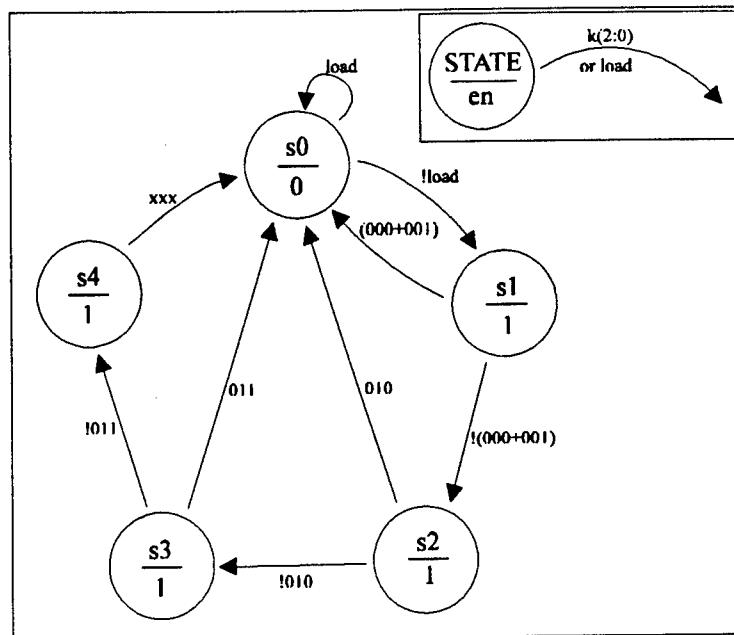 k(2:0)
STATE
or load
en
load
s0
0
!load
xxx
(000+001)
s4
1
s1
1
011
010
!011
!(000+001)
s3
1
s2
1
!010